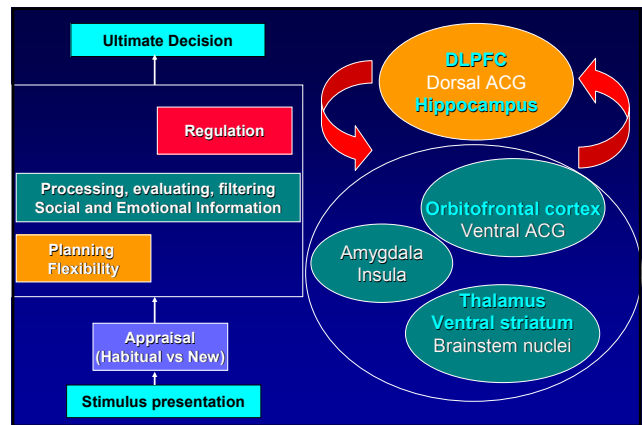 Ultimate Decision
Regulation
Processing, evaluating, filtering
Social and Emotional Information
Planning
Flexibility
Appraisal
(Habitual vs New)
Stimulus presentation
DLPFC
Dorsal ACG
Hippocampus
Orbitofrontal cortex
Ventral ACG
Amygdala
Insula
Thalamus
Ventral striatum
Brainstem nuclei